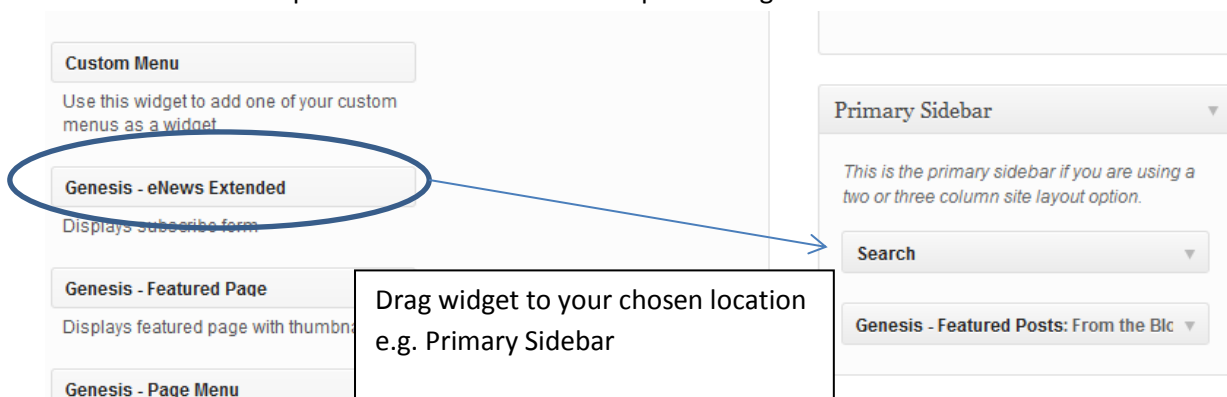 Custom Menu
Use this widget to add one of your custom
menus as a widget
Genesis - eNews Extended
Displays subscribe form
Genesis - Featured Page
Displays featured page with
Genesis - Page Menu
Drag widget to your chosen location
e.g. Primary Sidebar
Primary Sidebar
This is the primary sidebar if you are using a
two or three column site layout option.
Search
Genesis - Featured Posts: From the Blo